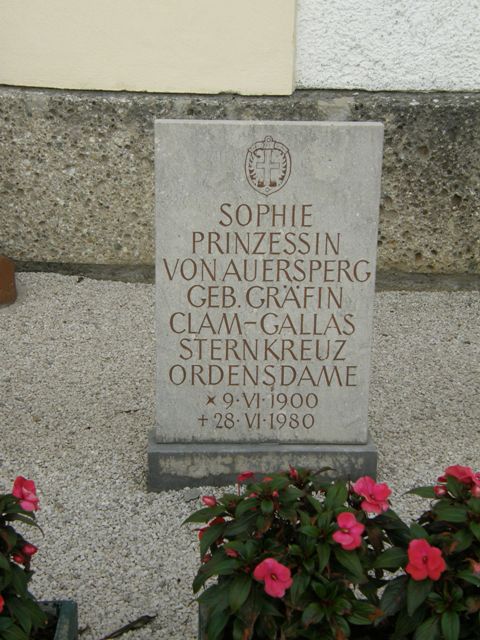 SOPHIE
PRINZESSIN
VON AUERSPERG
GEB. GRÄFIN
CLAM-GALLAS
STERNKREUZ
ORDENSDAME
* 9·VI·1900
+ 28·VI·1980